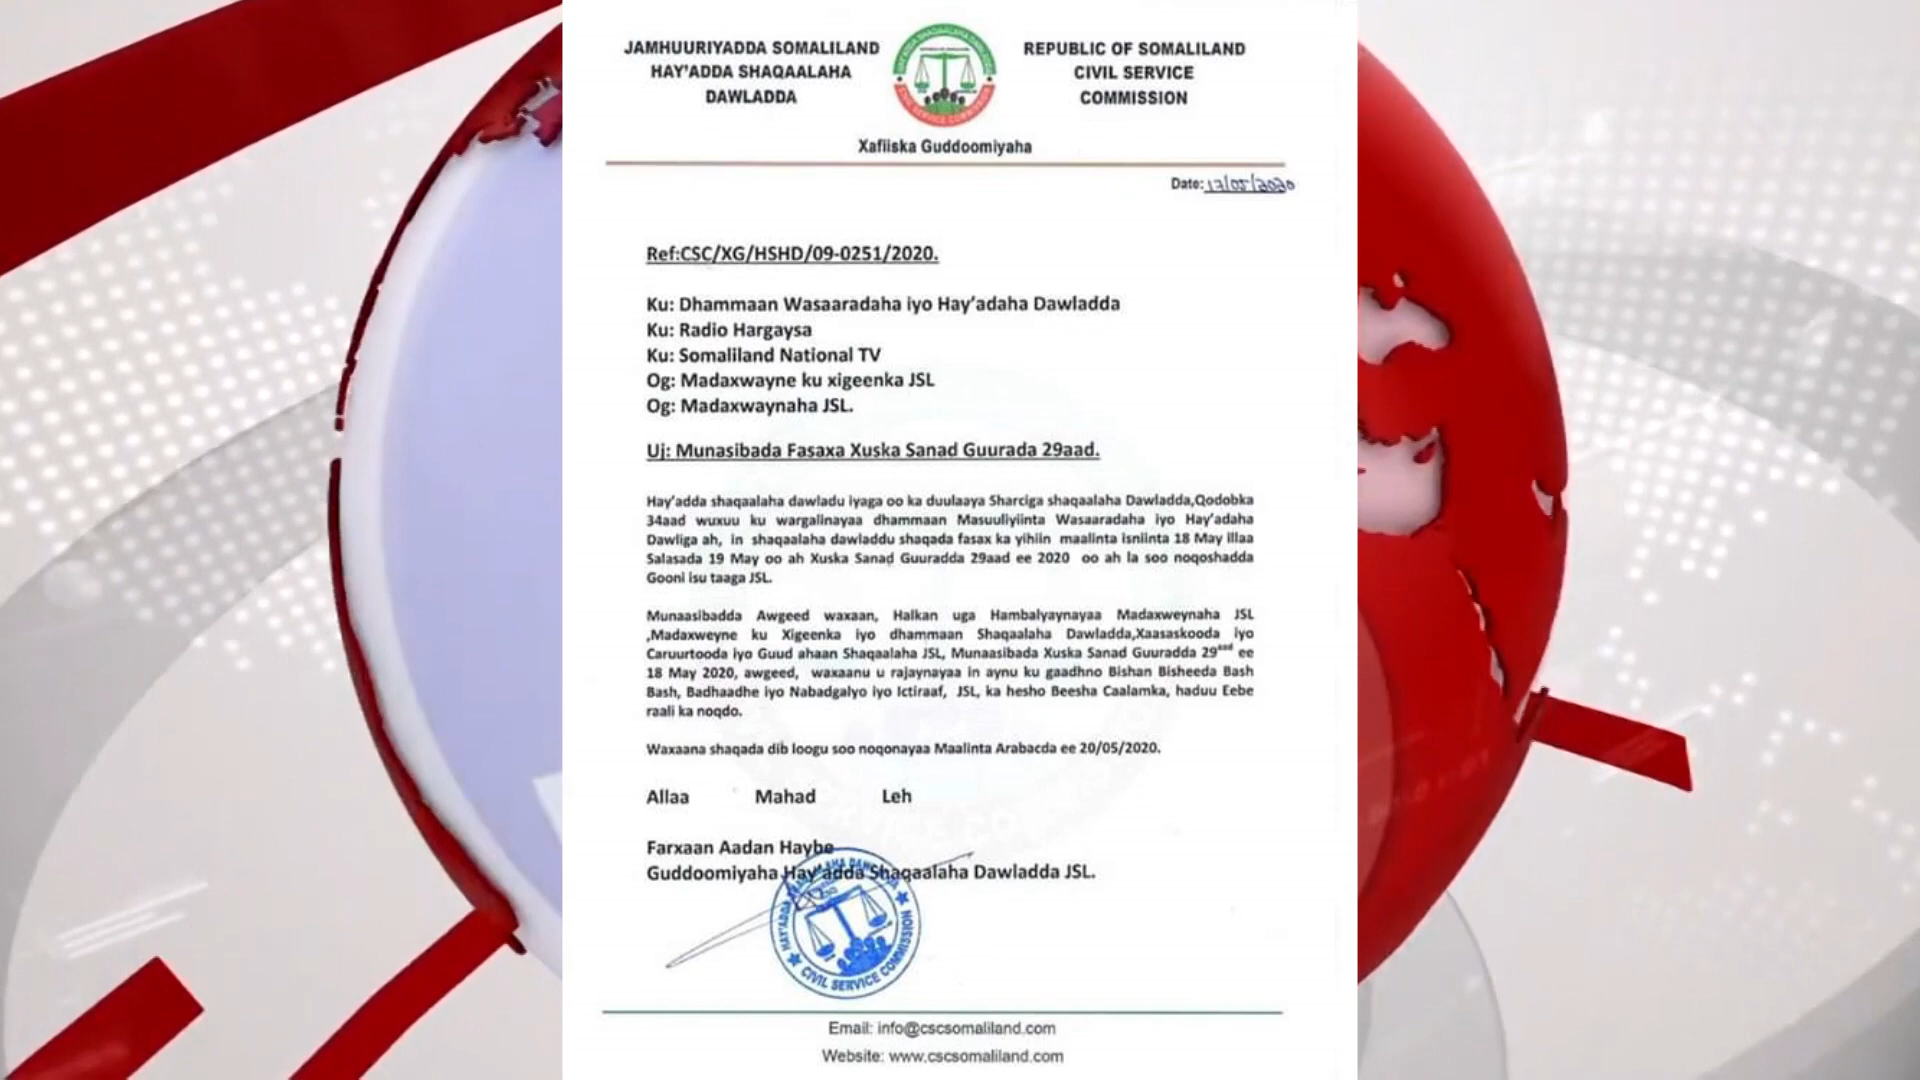 JAMHUURIYADDA SOMALILAND
HAY'ADDA SHAQAALAHA
DAWLADDA
REPUBLIC OF SOMALILAND
CIVIL SERVICE
COMMISSION
CIVIL SERVICE COMMISSION
Xafiiska Guddoomiyaha
Date: 17/05/2020
Ref:CSC/XG/HSHD/09-0251/2020.
Ku: Dhammaan Wasaaradaha iyo Hay'adaha Dawladda
Ku: Radio Hargaysa
Ku: Somaliland National TV
Og: Madaxwayne ku xigeenka JSL
Og: Madaxwaynaha JSL.
Uj: Munasibada Fasaxa Xuska Sanad Guurada 29aad.
Hay'adda shaqaalaha dawladu iyaga oo ka duulaaya Sharciga shaqaalaha Dawladda,Qodobka
34aad wuxuu ku wargalinayaa dhammaan Masuuliyiinta Wasaaradaha iyo Hay'adaha
Dawliga ah, in shaqaalaha dawladdu shaqada fasax ka yihiin maalinta isniinta 18 May illaa
Salasada 19 May oo ah Xuska Sanad Guuradda 29aad ee 2020 oo ah la soo noqoshadda
Gooni isu taaga JSL.
Munaasibadda Awgeed waxaan, Halkan uga Hambalyaynayaa Madaxweynaha JSL
,Madaxweyne ku Xigeenka iyo dhammaan Shaqaalaha Dawladda,Xaasaskooda iyo
Caruurtooda iyo Guud ahaan Shaqaalaha JSL, Munaasibada Xuska Sanad Guuradda 29aad ee
18 May 2020, awgeed, waxaanu u rajaynayaa in aynu ku gaadhno Bishan Bisheeda Bash
Bash, Badhaadhe iyo Nabadgalyo iyo Ictiraaf, JSL, ka hesho Beesha Caalamka, haduu Eebe
raali ka noqdo.
Waxaana shaqada dib loogu soo noqonayaa Maalinta Arabacda ee 20/05/2020.
Allaa Mahad Leh
Farxaan Aadan Haybe
Guddoomiyaha Hay'adda Shaqaalaha Dawladda JSL.
CIVIL SERVICE COMMISSION
Email: info@cscsomaliland.com
Website: www.cscsomaliland.com